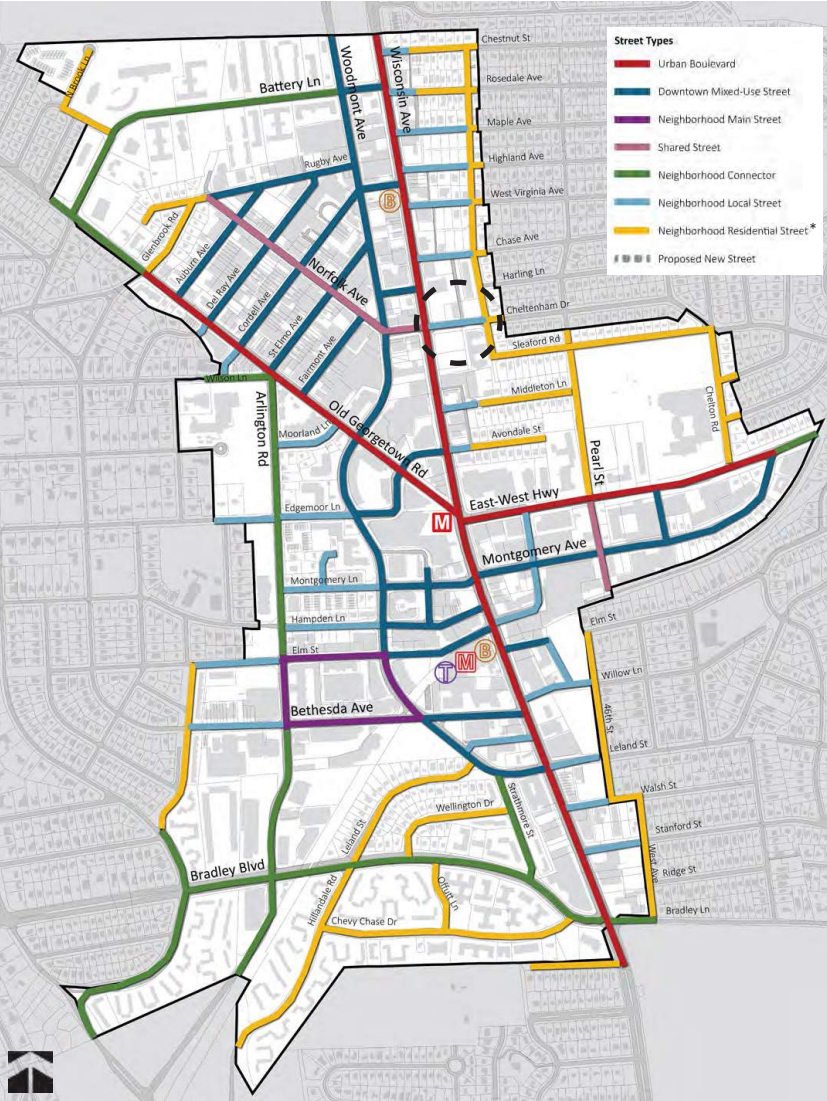 Street Types
Urban Boulevard
Downtown Mixed-Use Street
Neighborhood Main Street
Shared Street
Neighborhood Connector
Neighborhood Local Street
Neighborhood Residential Street *
Proposed New Street
Chestnut St
Rosedale Ave
Maple Ave
Highland Ave
West Virginia Ave
Chase Ave
Harling Ln
Cheltenham Dr
Sleaford Rd
Middleton Ln
Avondale St
Chelton Rd
Pearl St
Brook Ln
Battery Ln
Woodmont Ave
Wisconsin Ave
Rugby Ave
B
Glenbrook Rd.
Auburn Ave
Del Ray Ave
Cordell Ave
St Elmo Ave
Fairmont Ave
Norfolk Ave
Wilson Ln
Arlington Rd
Moorland Ln
Old Georgetown Rd
East-West Hwy
M
Edgemoor Ln
Montgomery Ave
Montgomery Ln
Hampden Ln
Elm St
Elm St
B
M
T
Willow Ln
46th St
Bethesda Ave
Leland St
Walsh St
Stanford St
West Ave
Ridge St
Bradley Ln
Strathmore St
Wellington Dr
Leland St
Bradley Blvd
Hillandale Rd
Offutt Ln
Chevy Chase Dr